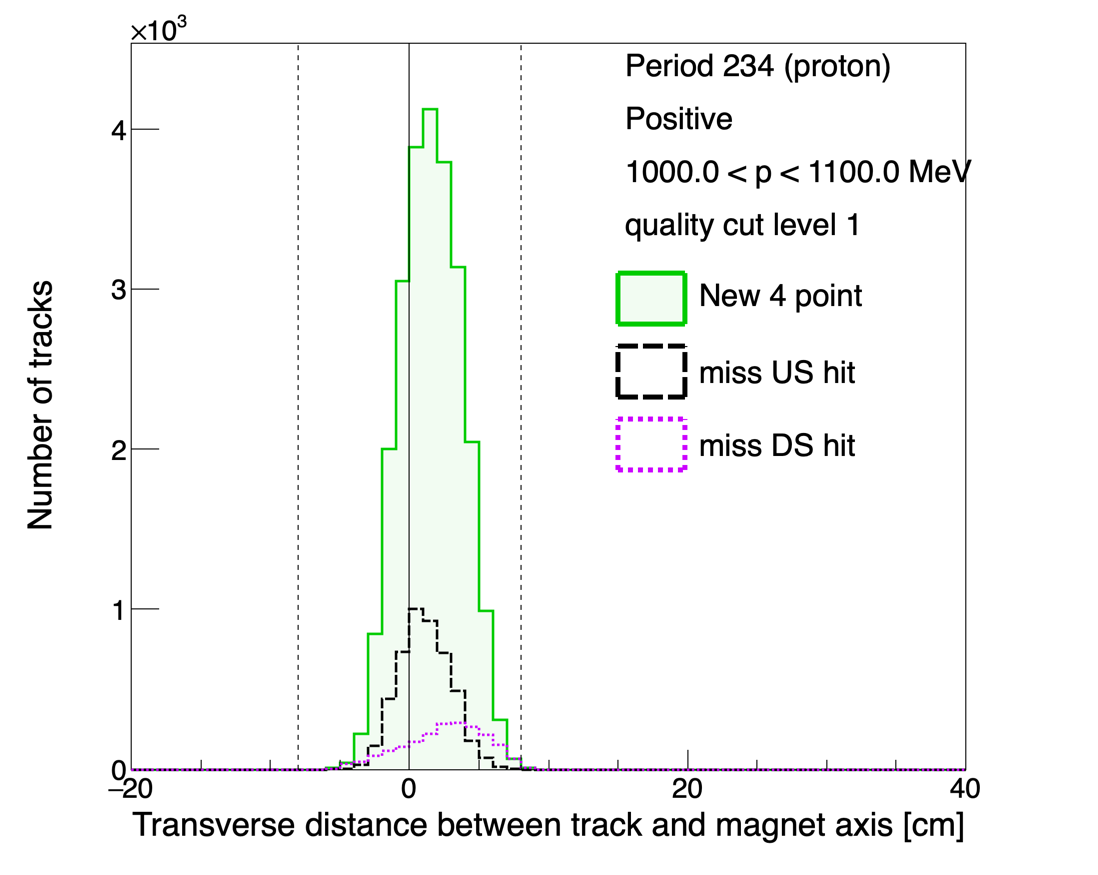 ×10³
Period 234 (proton)
Positive
1000.0 < p < 1100.0 MeV
quality cut level 1
New 4 point
miss US hit
miss DS hit
Number of tracks
4
3
2
1
0
−20 0 20 40
Transverse distance between track and magnet axis [cm]